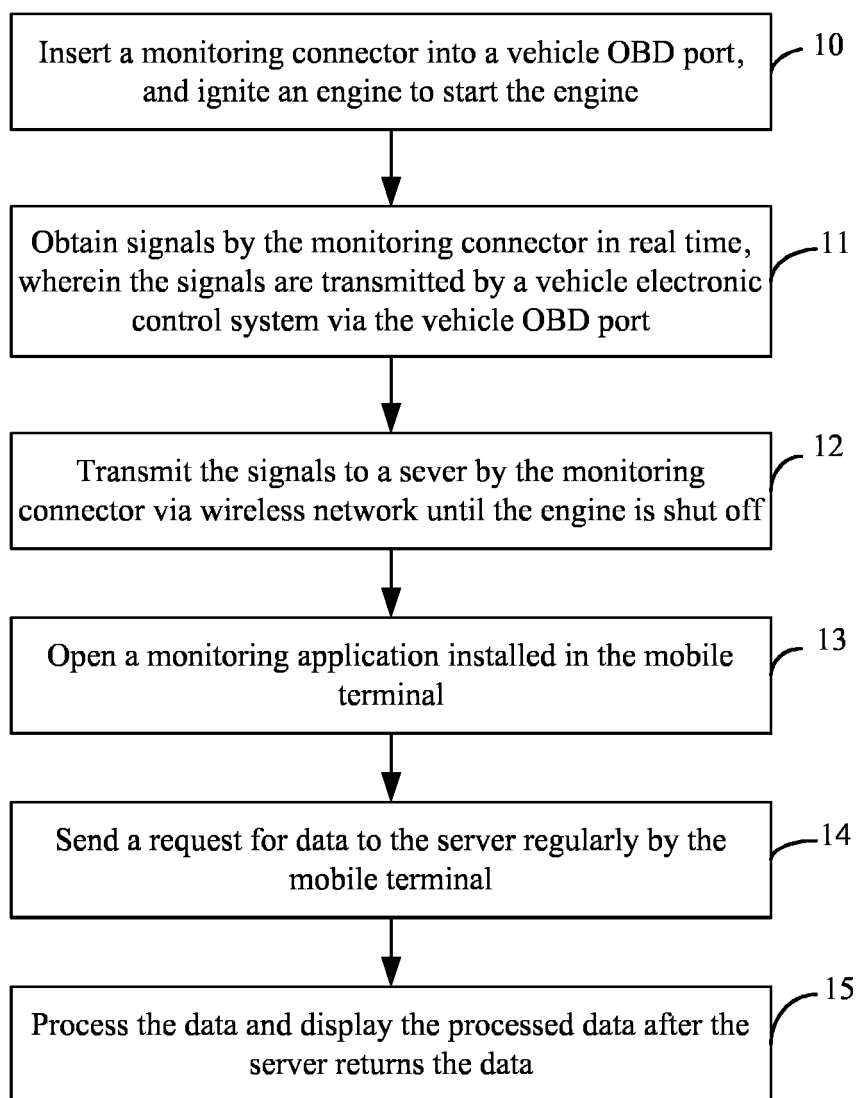 Insert a monitoring connector into a vehicle OBD port,
and ignite an engine to start the engine
10
Obtain signals by the monitoring connector in real time,
wherein the signals are transmitted by a vehicle electronic
control system via the vehicle OBD port
11
Transmit the signals to a sever by the monitoring
connector via wireless network until the engine is shut off
12
Open a monitoring application installed in the mobile
terminal
13
Send a request for data to the server regularly by the
mobile terminal
14
Process the data and display the processed data after the
server returns the data
15